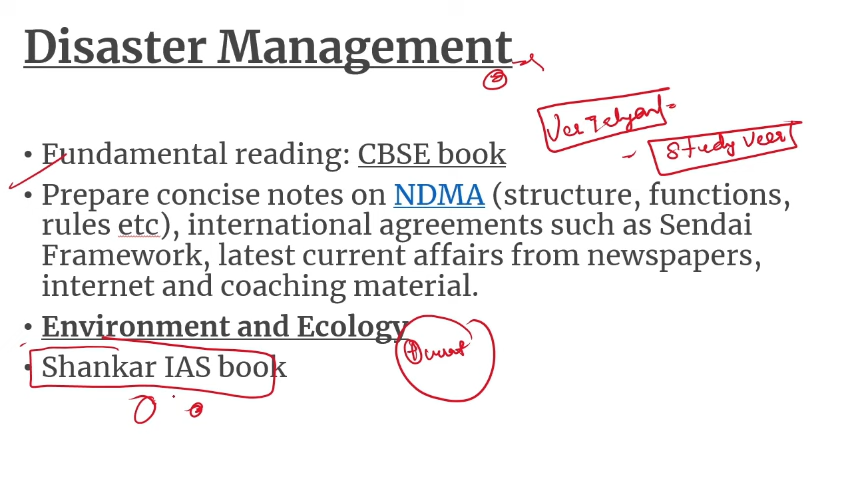 Disaster Management
• Fundamental reading: CBSE book
Study Veer
• Prepare concise notes on NDMA (structure, functions,
rules etc), international agreements such as Sendai
Framework, latest current affairs from newspapers,
internet and coaching material.
• Environment and Ecology
• Shankar IAS book